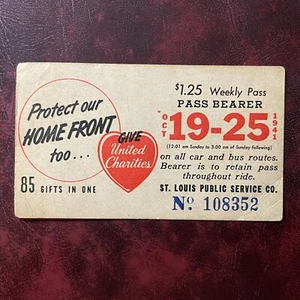 Protect our
HOME FRONT
too...
GIVE
United
Charities
85 GIFTS IN ONE
$1.25 Weekly Pass
PASS BEARER
OCT 19-25 1941
(12:01 am Sunday to 3:00 am of Sunday following)
on all car and bus routes.
Bearer is to retain pass
throughout ride.
ST. LOUIS PUBLIC SERVICE CO.
No 108352